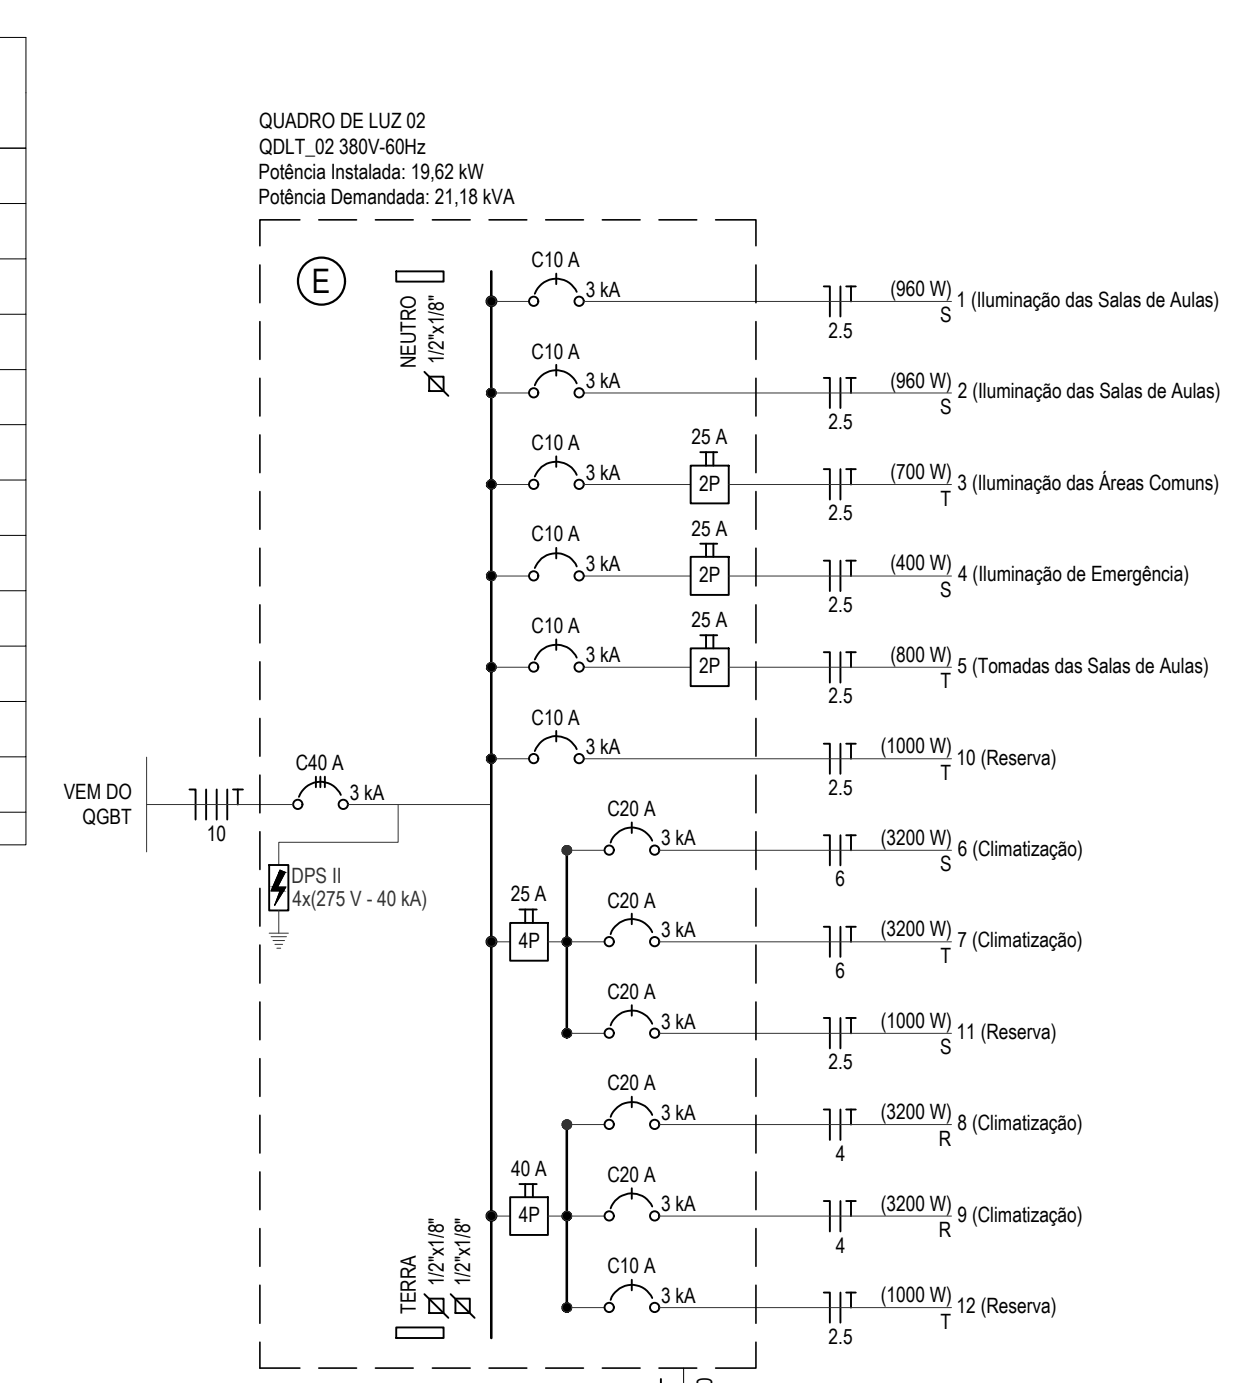 QUADRO DE LUZ 02
QDLT_02 380V-60Hz
Potência Instalada: 19,62 kW
Potência Demandada: 21,18 kVA
E
NEUTRO
1/2"x1/8"
C10 A
3 kA
2.5
(960 W)
S
1 (Iluminação das Salas de Aulas)
C10 A
3 kA
2.5
(960 W)
S
2 (Iluminação das Salas de Aulas)
C10 A
3 kA
25 A
2P
2.5
(700 W)
T
3 (Iluminação das Áreas Comuns)
C10 A
3 kA
25 A
2P
2.5
(400 W)
S
4 (Iluminação de Emergência)
C10 A
3 kA
25 A
2P
2.5
(800 W)
T
5 (Tomadas das Salas de Aulas)
C10 A
3 kA
2.5
(1000 W)
T
10 (Reserva)
VEM DO
QGBT
10
C40 A
3 kA
DPS II
4x(275 V - 40 kA)
25 A
4P
C20 A
3 kA
6
(3200 W)
S
6 (Climatização)
C20 A
3 kA
6
(3200 W)
T
7 (Climatização)
C20 A
3 kA
2.5
(1000 W)
S
11 (Reserva)
40 A
4P
C20 A
3 kA
4
(3200 W)
R
8 (Climatização)
C20 A
3 kA
4
(3200 W)
R
9 (Climatização)
C10 A
3 kA
2.5
(1000 W)
T
12 (Reserva)
TERRA
1/2"x1/8"
1/2"x1/8"